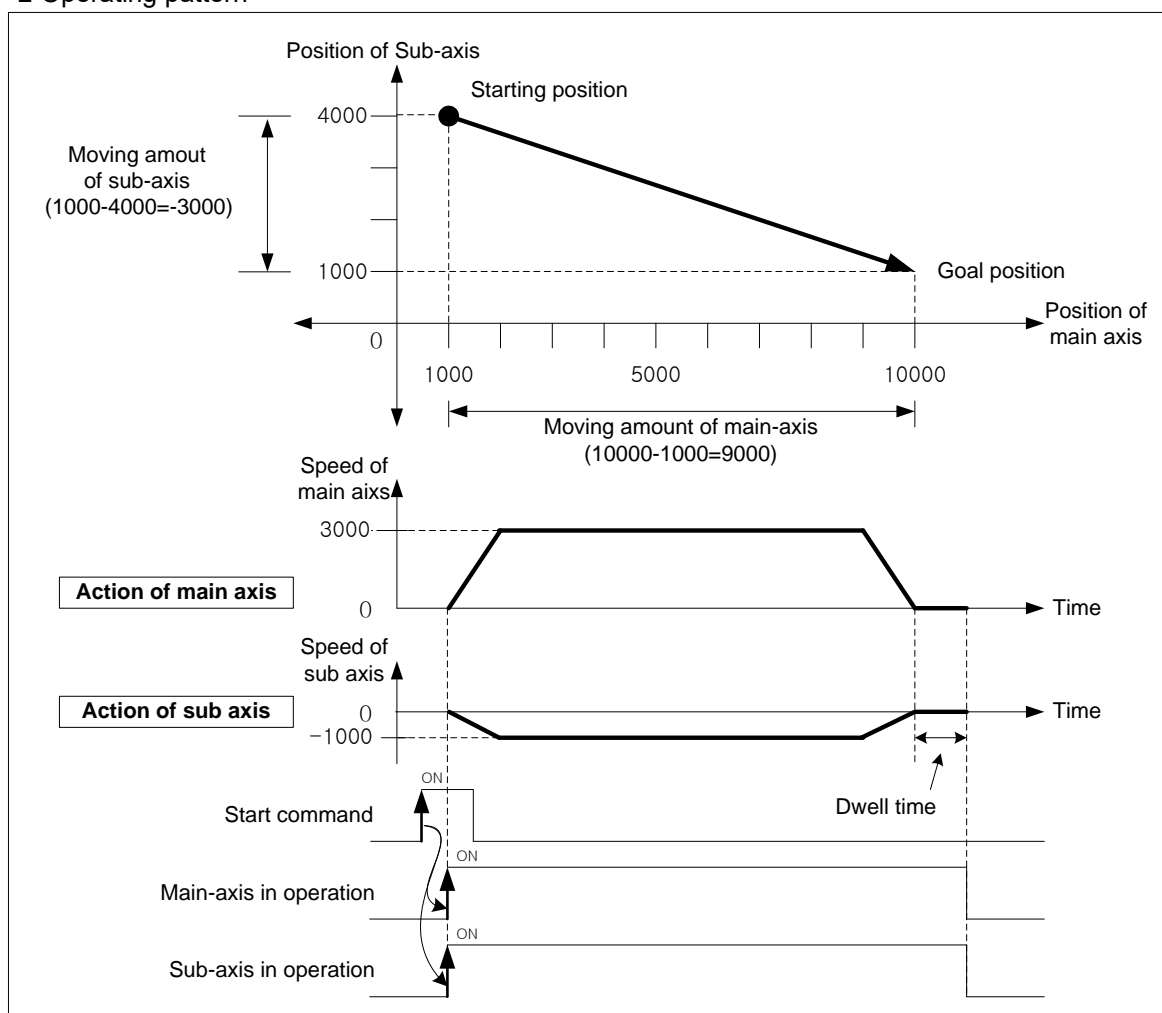 Operating pattern
Position of Sub-axis
Starting position
4000
Moving amout
of sub-axis
(1000-4000=-3000)
1000
Goal position
Position of
main axis
0
1000
5000
10000
Moving amount of main-axis
(10000-1000=9000)
Speed of
main aixs
3000
Action of main axis
0
Time
Speed of
sub axis
Action of sub axis
0
Time
-1000
Dwell time
ON
Start command
ON
Main-axis in operation
ON
Sub-axis in operation